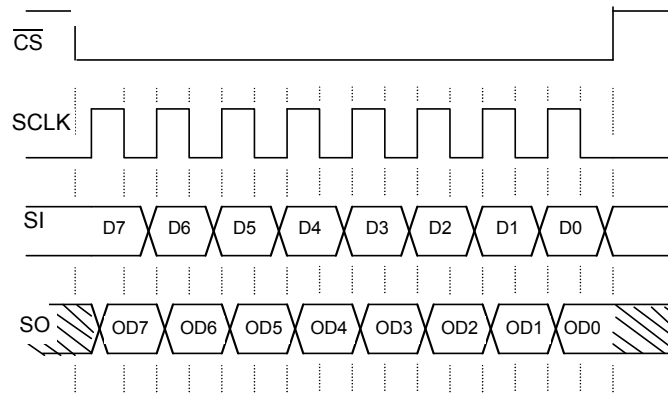 C̅S̅
SCLK
SI D7 D6 D5 D4 D3 D2 D1 D0
SO OD7 OD6 OD5 OD4 OD3 OD2 OD1 OD0